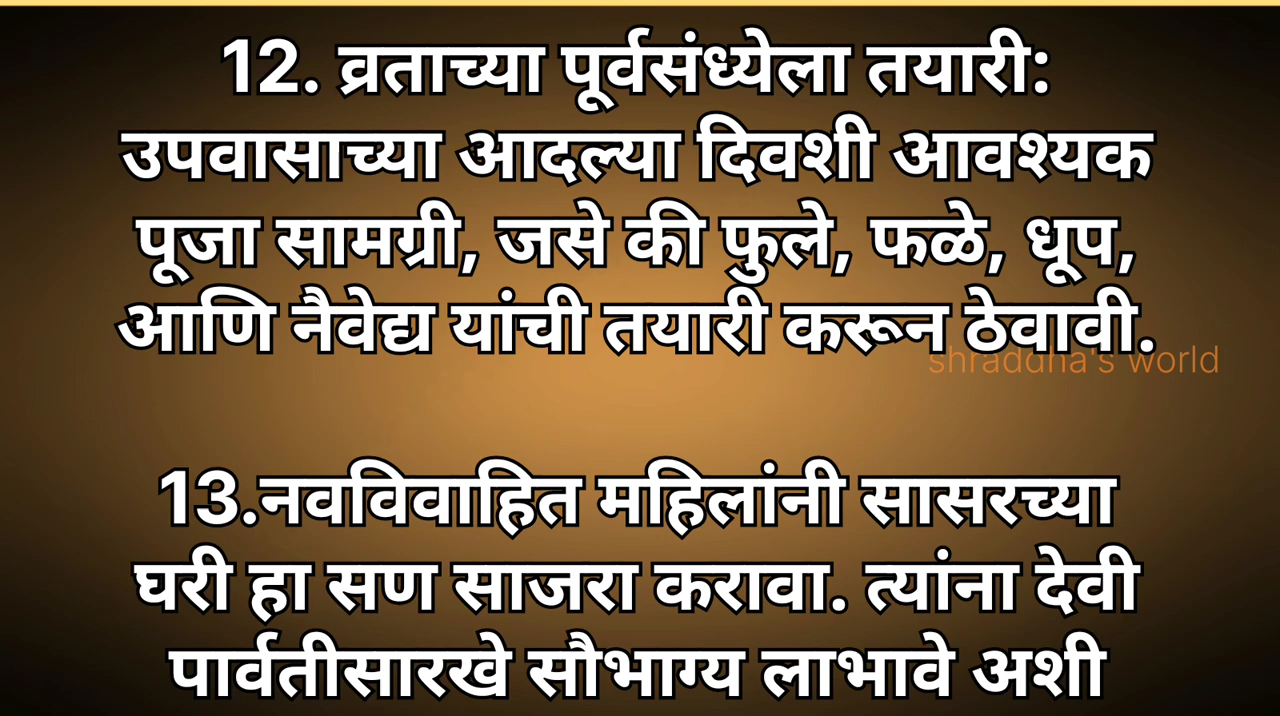 12. व्रताच्या पूर्वसंध्येला तयारी:
उपवासाच्या आदल्या दिवशी आवश्यक
पूजा सामग्री, जसे की फुले, फळे, धूप,
आणि नैवेद्य यांची तयारी करून ठेवावी.
shraddha's world
13.नवविवाहित महिलांनी सासरच्या
घरी हा सण साजरा करावा. त्यांना देवी
पार्वतीसारखे सौभाग्य लाभावे अशी